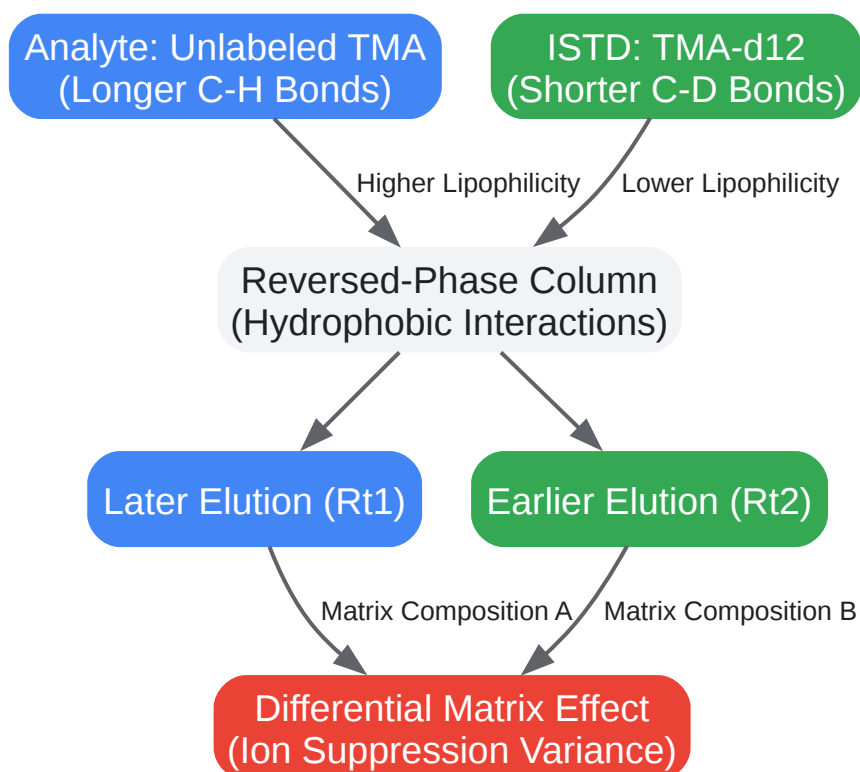 Analyte: Unlabeled TMA
(Longer C-H Bonds)
ISTD: TMA-d12
(Shorter C-D Bonds)
Higher Lipophilicity
Lower Lipophilicity
Reversed-Phase Column
(Hydrophobic Interactions)
Later Elution (Rt1)
Earlier Elution (Rt2)
Matrix Composition A
Matrix Composition B
Differential Matrix Effect
(Ion Suppression Variance)